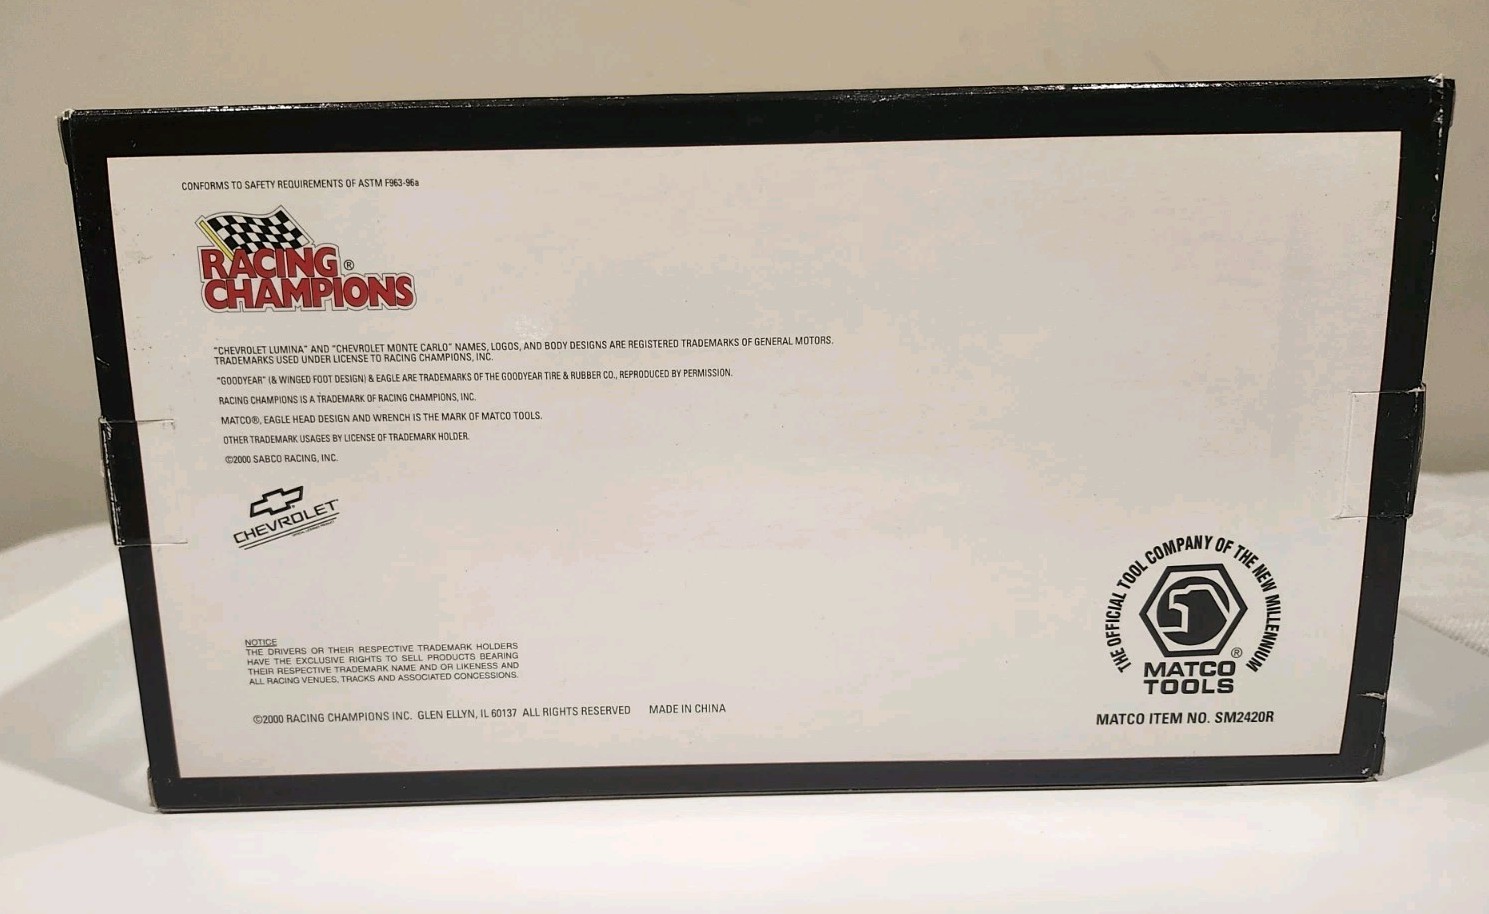 CONFORMS TO SAFETY REQUIREMENTS OF ASTM F963-96a
RACING ®
CHAMPIONS
"CHEVROLET LUMINA" AND "CHEVROLET MONTE CARLO" NAMES, LOGOS, AND BODY DESIGNS ARE REGISTERED TRADEMARKS OF GENERAL MOTORS.
TRADEMARKS USED UNDER LICENSE TO RACING CHAMPIONS, INC.
"GOODYEAR" (& WINGED FOOT DESIGN) & EAGLE ARE TRADEMARKS OF THE GOODYEAR TIRE & RUBBER CO., REPRODUCED BY PERMISSION.
RACING CHAMPIONS IS A TRADEMARK OF RACING CHAMPIONS, INC.
MATCO®, EAGLE HEAD DESIGN AND WRENCH IS THE MARK OF MATCO TOOLS.
OTHER TRADEMARK USAGES BY LICENSE OF TRADEMARK HOLDER.
©2000 SABCO RACING, INC.
CHEVROLET
NOTICE
THE DRIVERS OR THEIR RESPECTIVE TRADEMARK HOLDERS
HAVE THE EXCLUSIVE RIGHTS TO SELL PRODUCTS BEARING
THEIR RESPECTIVE TRADEMARK NAME AND OR LIKENESS AND
ALL RACING VENUES, TRACKS AND ASSOCIATED CONCESSIONS.
©2000 RACING CHAMPIONS INC. GLEN ELLYN, IL 60137 ALL RIGHTS RESERVED MADE IN CHINA
THE OFFICIAL TOOL COMPANY OF THE NEW MILLENNIUM
MATCO ®
TOOLS
MATCO ITEM NO. SM2420R